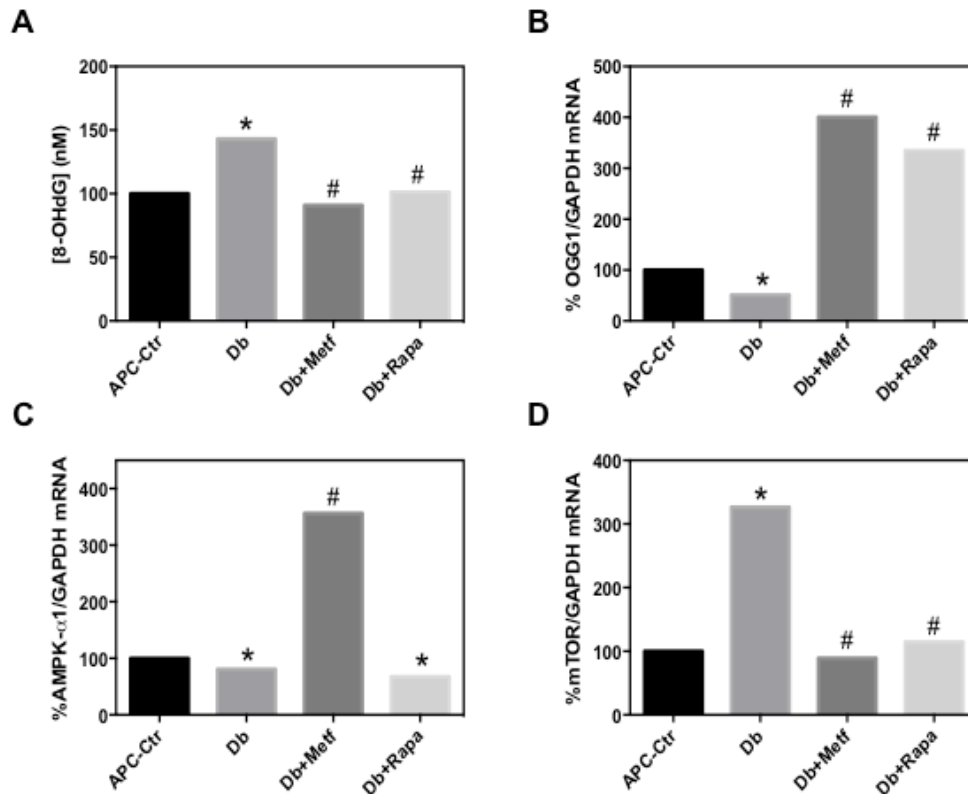 A
[8-OHdG] (nM)
200
150
100
50
0
*
#
#
APC-Ctr
Db
Db+Metf
Db+Rapa
B
% OGG1/GAPDH mRNA
500
400
300
200
100
0
*
#
#
APC-Ctr
Db
Db+Metf
Db+Rapa
C
%AMPK-α1/GAPDH mRNA
400
300
200
100
0
*
#
*
APC-Ctr
Db
Db+Metf
Db+Rapa
D
%mTOR/GAPDH mRNA
400
300
200
100
0
*
#
#
APC-Ctr
Db
Db+Metf
Db+Rapa